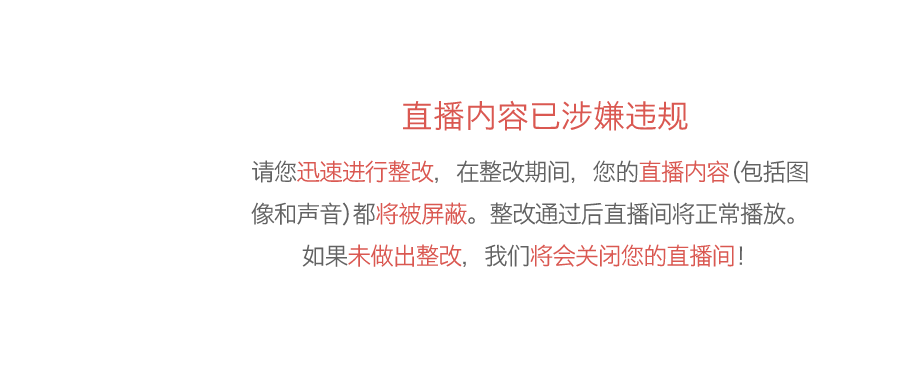 直播内容已涉嫌违规
请您迅速进行整改，在整改期间，您的直播内容(包括图
像和声音)都将被屏蔽。整改通过后直播间将正常播放。
如果未做出整改，我们将会关闭您的直播间！